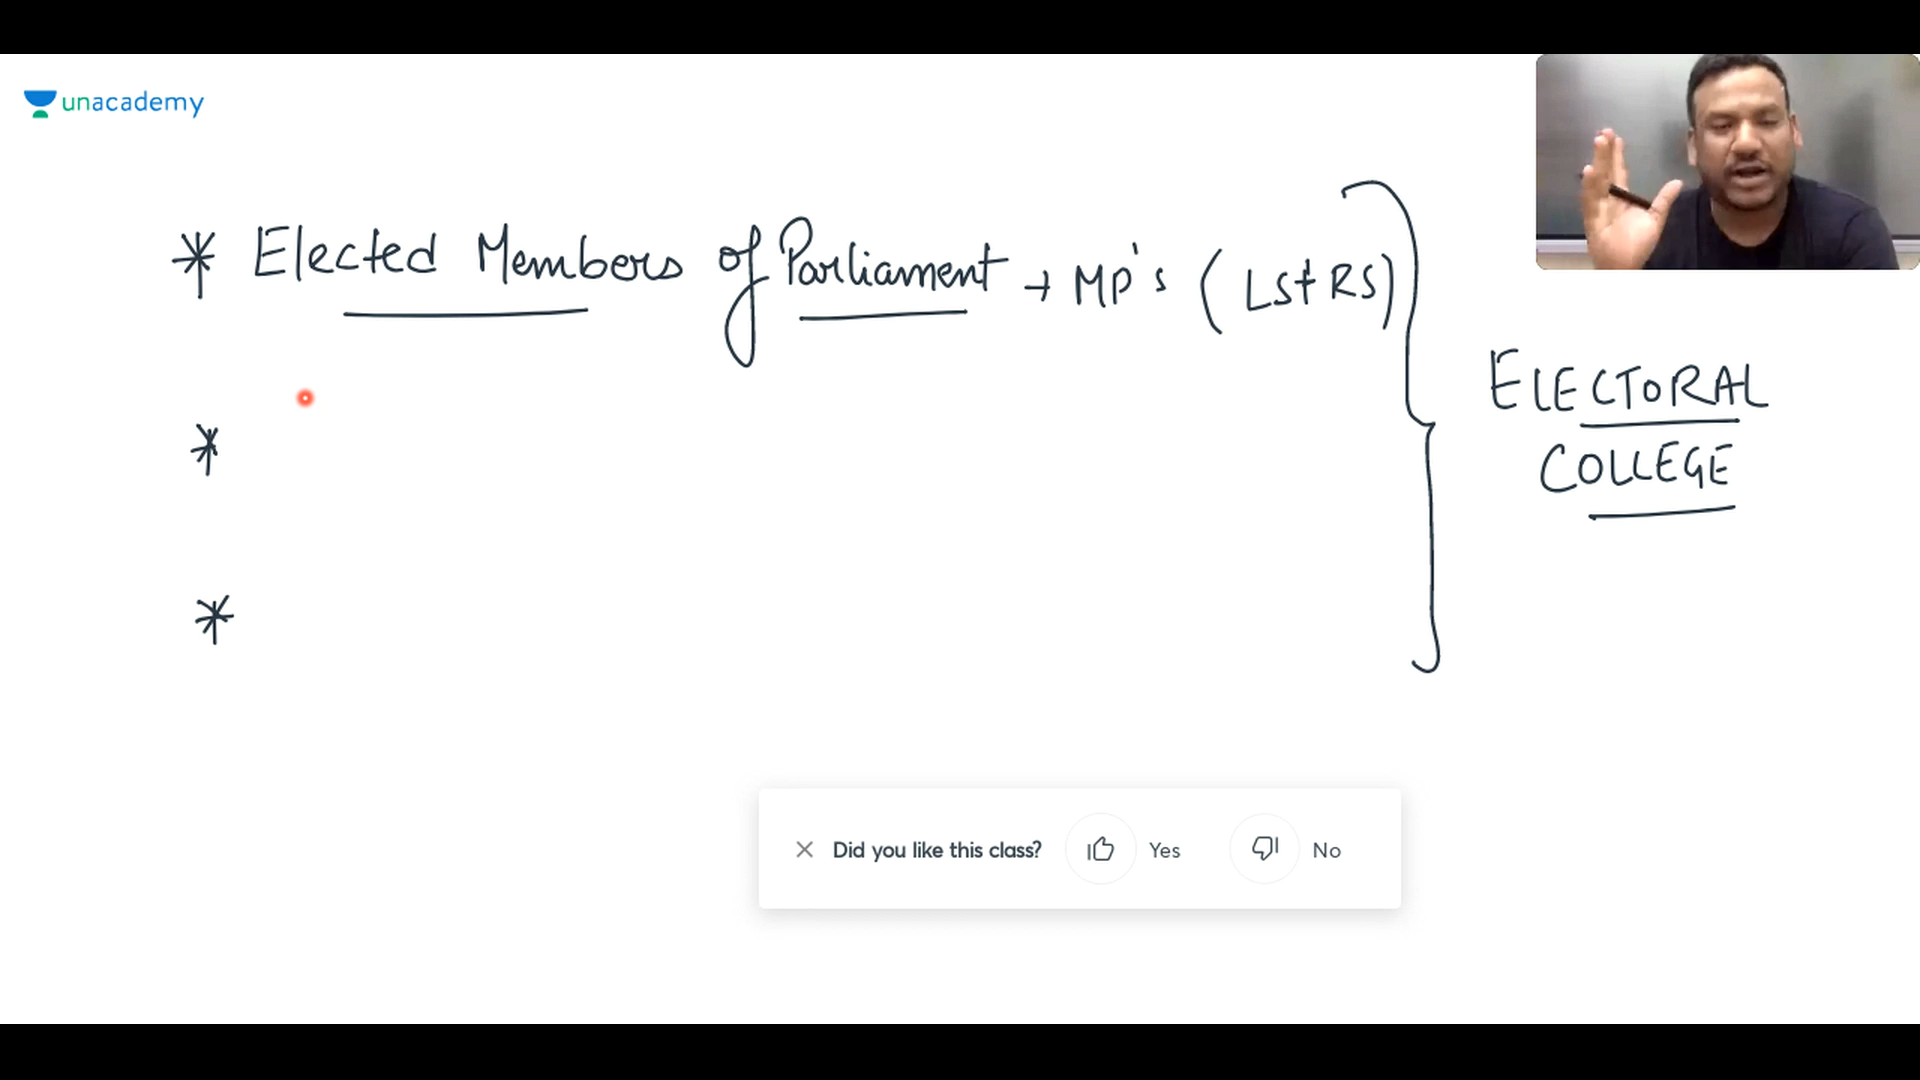 unacademy
* Elected Members of Parliament → MP's (LS+RS)
*
*
ELECTORAL
COLLEGE
Did you like this class? Yes No